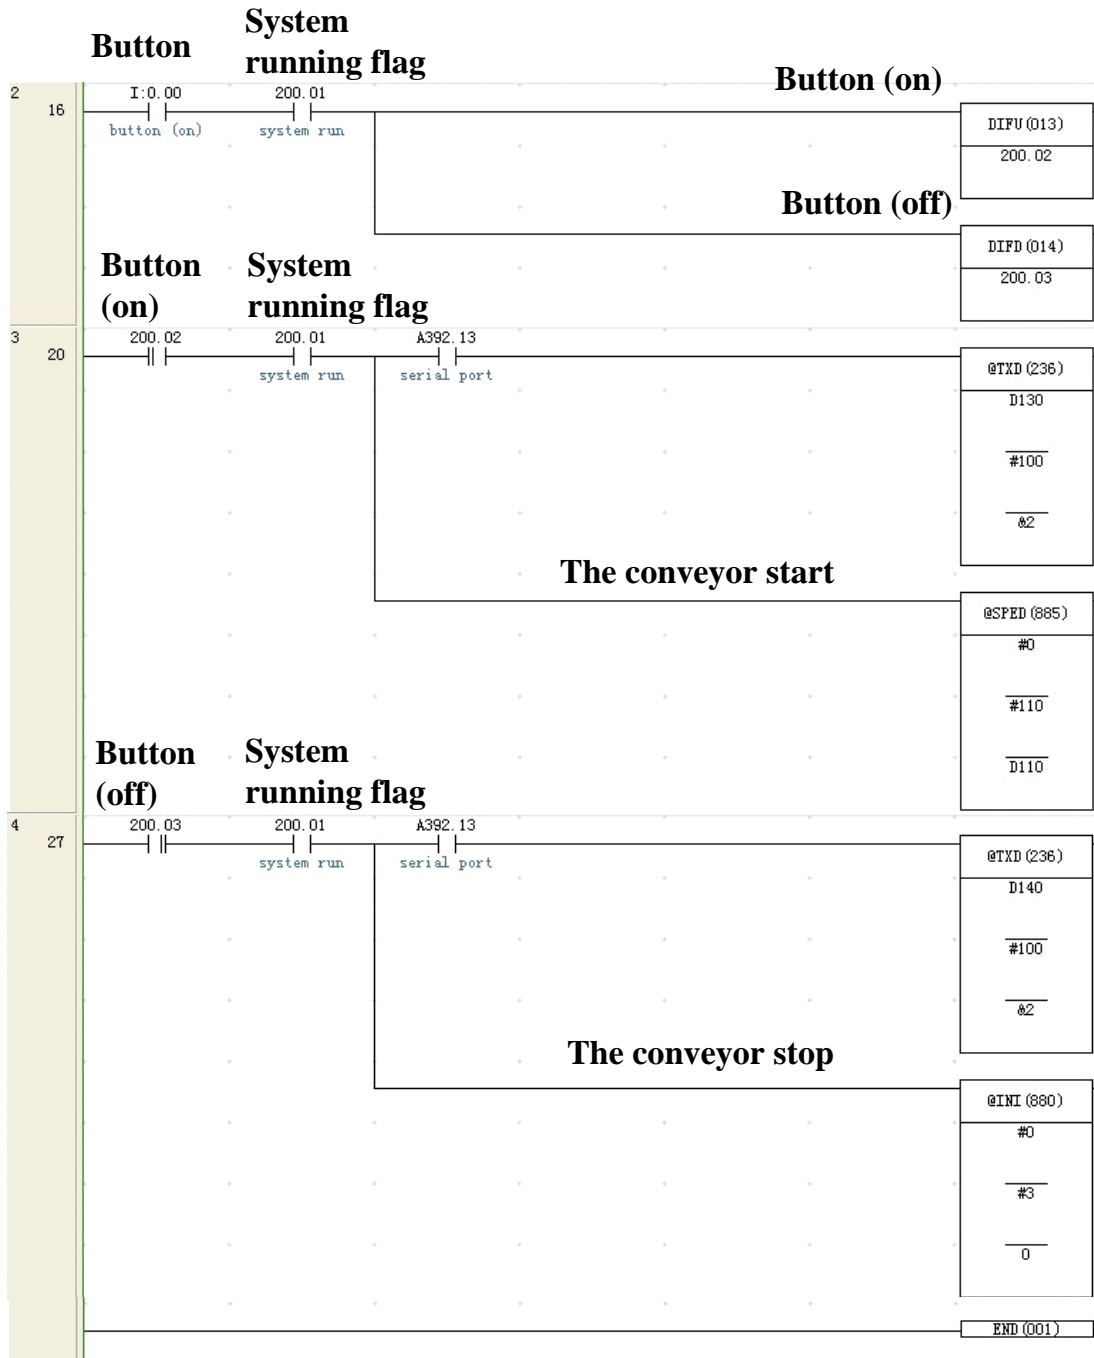 Button
System
running flag
Button (on)
2
16
I:0.00
200.01
button (on)
system run
DIFU(013)
200.02
Button (off)
DIFD(014)
200.03
Button
(on)
System
running flag
3
20
200.02
200.01
A392.13
system run
serial port
@TXD(236)
D130
#100
&2
The conveyor start
@SPED(885)
#0
#110
D110
Button
(off)
System
running flag
4
27
200.03
200.01
A392.13
system run
serial port
@TXD(236)
D140
#100
&2
The conveyor stop
@INI(880)
#0
#3
0
END(001)